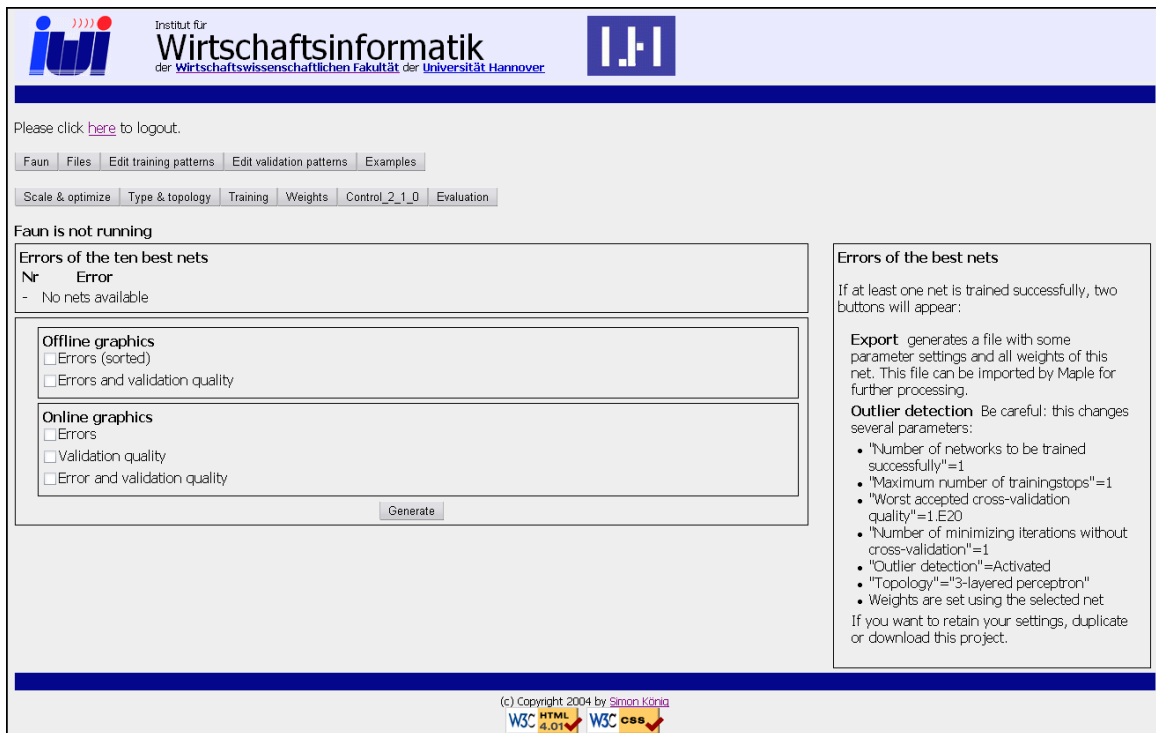 iwi
Institut für
Wirtschaftsinformatik
der Wirtschaftswissenschaftlichen Fakultät der Universität Hannover
Please click here to logout.
Faun Files Edit training patterns Edit validation patterns Examples
Scale & optimize Type & topology Training Weights Control_2_1_0 Evaluation
Faun is not running
Errors of the ten best nets
Nr Error
- No nets available
Offline graphics
Errors (sorted)
Errors and validation quality
Online graphics
Errors
Validation quality
Error and validation quality
Generate
Errors of the best nets
If at least one net is trained successfully, two
buttons will appear:
Export generates a file with some
parameter settings and all weights of this
net. This file can be imported by Maple for
further processing.
Outlier detection Be careful: this changes
several parameters:
• "Number of networks to be trained
successfully"=1
• "Maximum number of trainingstops"=1
• "Worst accepted cross-validation
quality"=1.E20
• "Number of minimizing iterations without
cross-validation"=1
• "Outlier detection"=Activated
• "Topology"="3-layered perceptron"
• Weights are set using the selected net
If you want to retain your settings, duplicate
or download this project.
(c) Copyright 2004 by Simon König
W3C HTML 4.01 W3C css